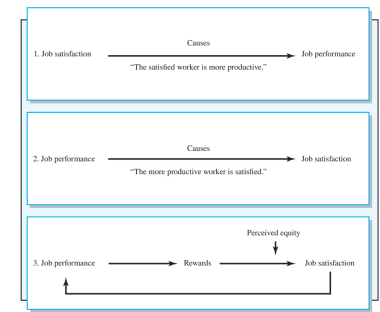 Causes
1. Job satisfaction
Job performance
“The satisfied worker is more productive.”
Causes
2. Job performance
Job satisfaction
“The more productive worker is satisfied.”
Perceived equity
3. Job performance
Rewards
Job satisfaction